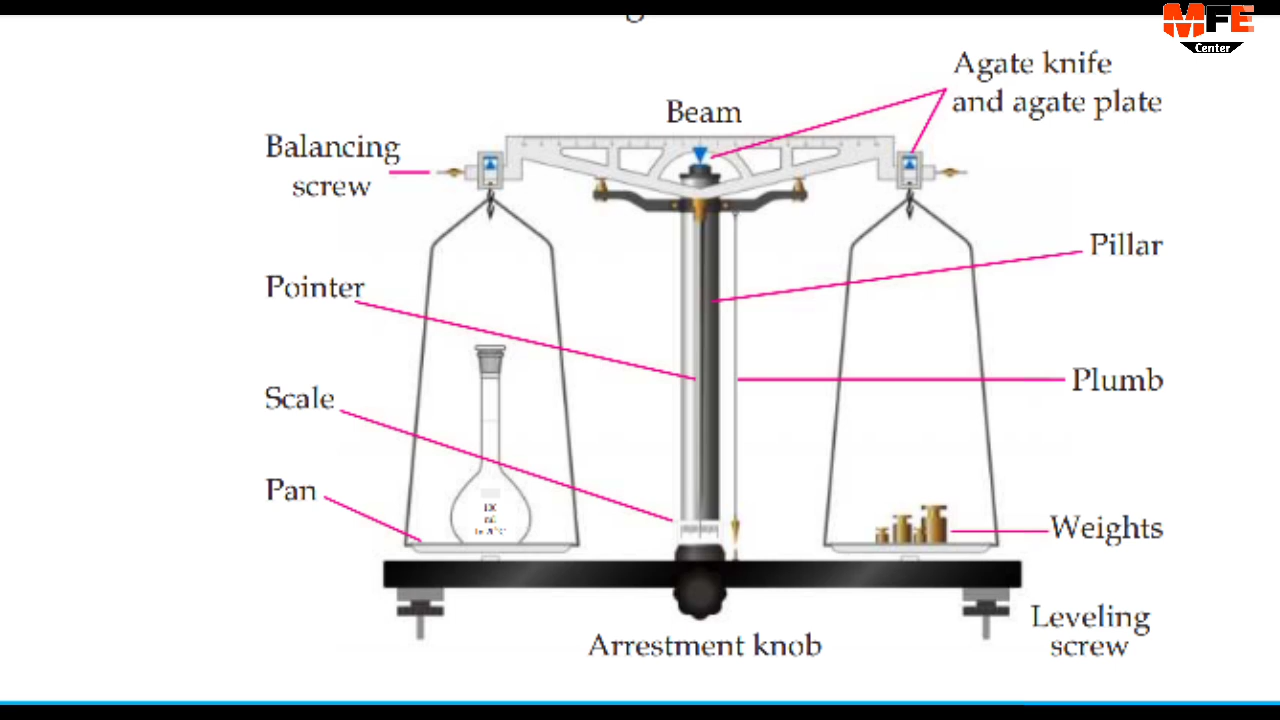 MFE
Center
Agate knife
and agate plate
Beam
Balancing
screw
Pillar
Pointer
Plumb
Scale
Pan
Weights
Leveling
screw
Arrestment knob